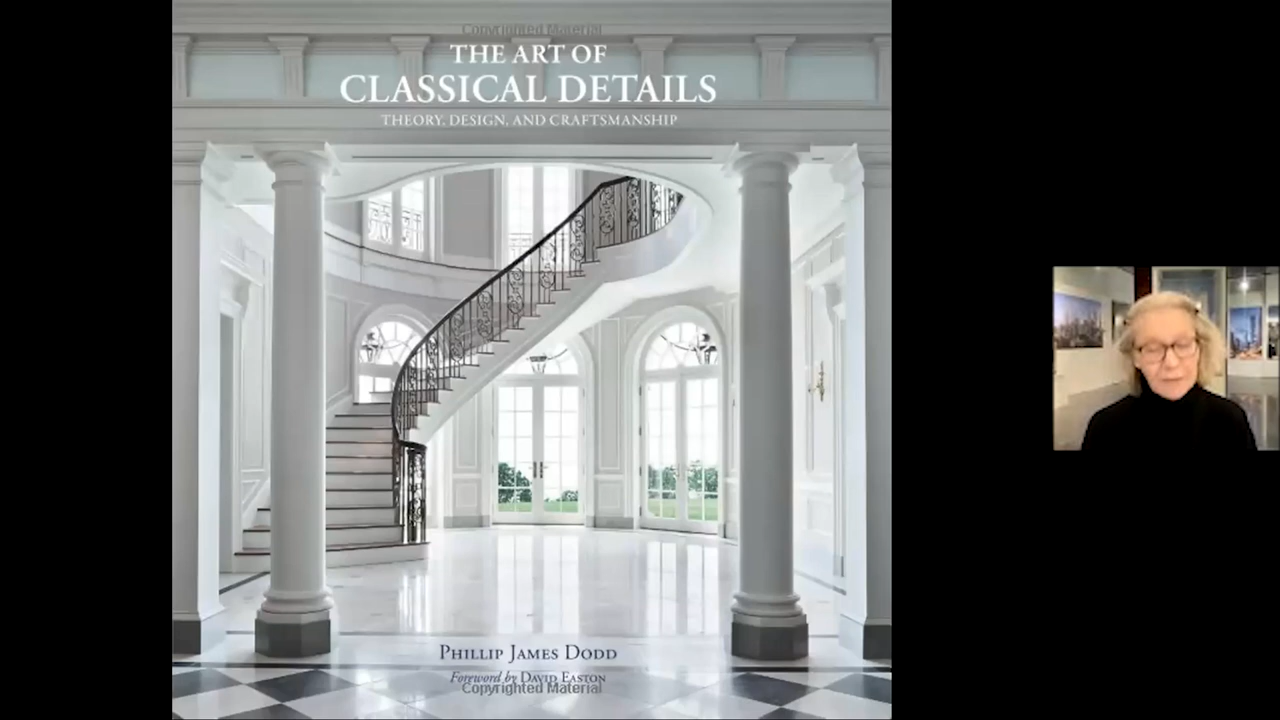 Copyrighted Material
THE ART OF
CLASSICAL DETAILS
THEORY, DESIGN, AND CRAFTSMANSHIP
PHILLIP JAMES DODD
Foreword by DAVID EASTON
Copyrighted Material